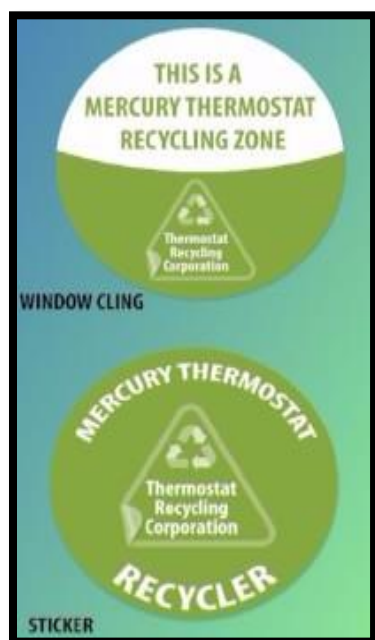 THIS IS A
MERCURY THERMOSTAT
RECYCLING ZONE
Thermostat
Recycling
Corporation
WINDOW CLING
MERCURY THERMOSTAT
Thermostat
Recycling
Corporation
RECYCLER
STICKER